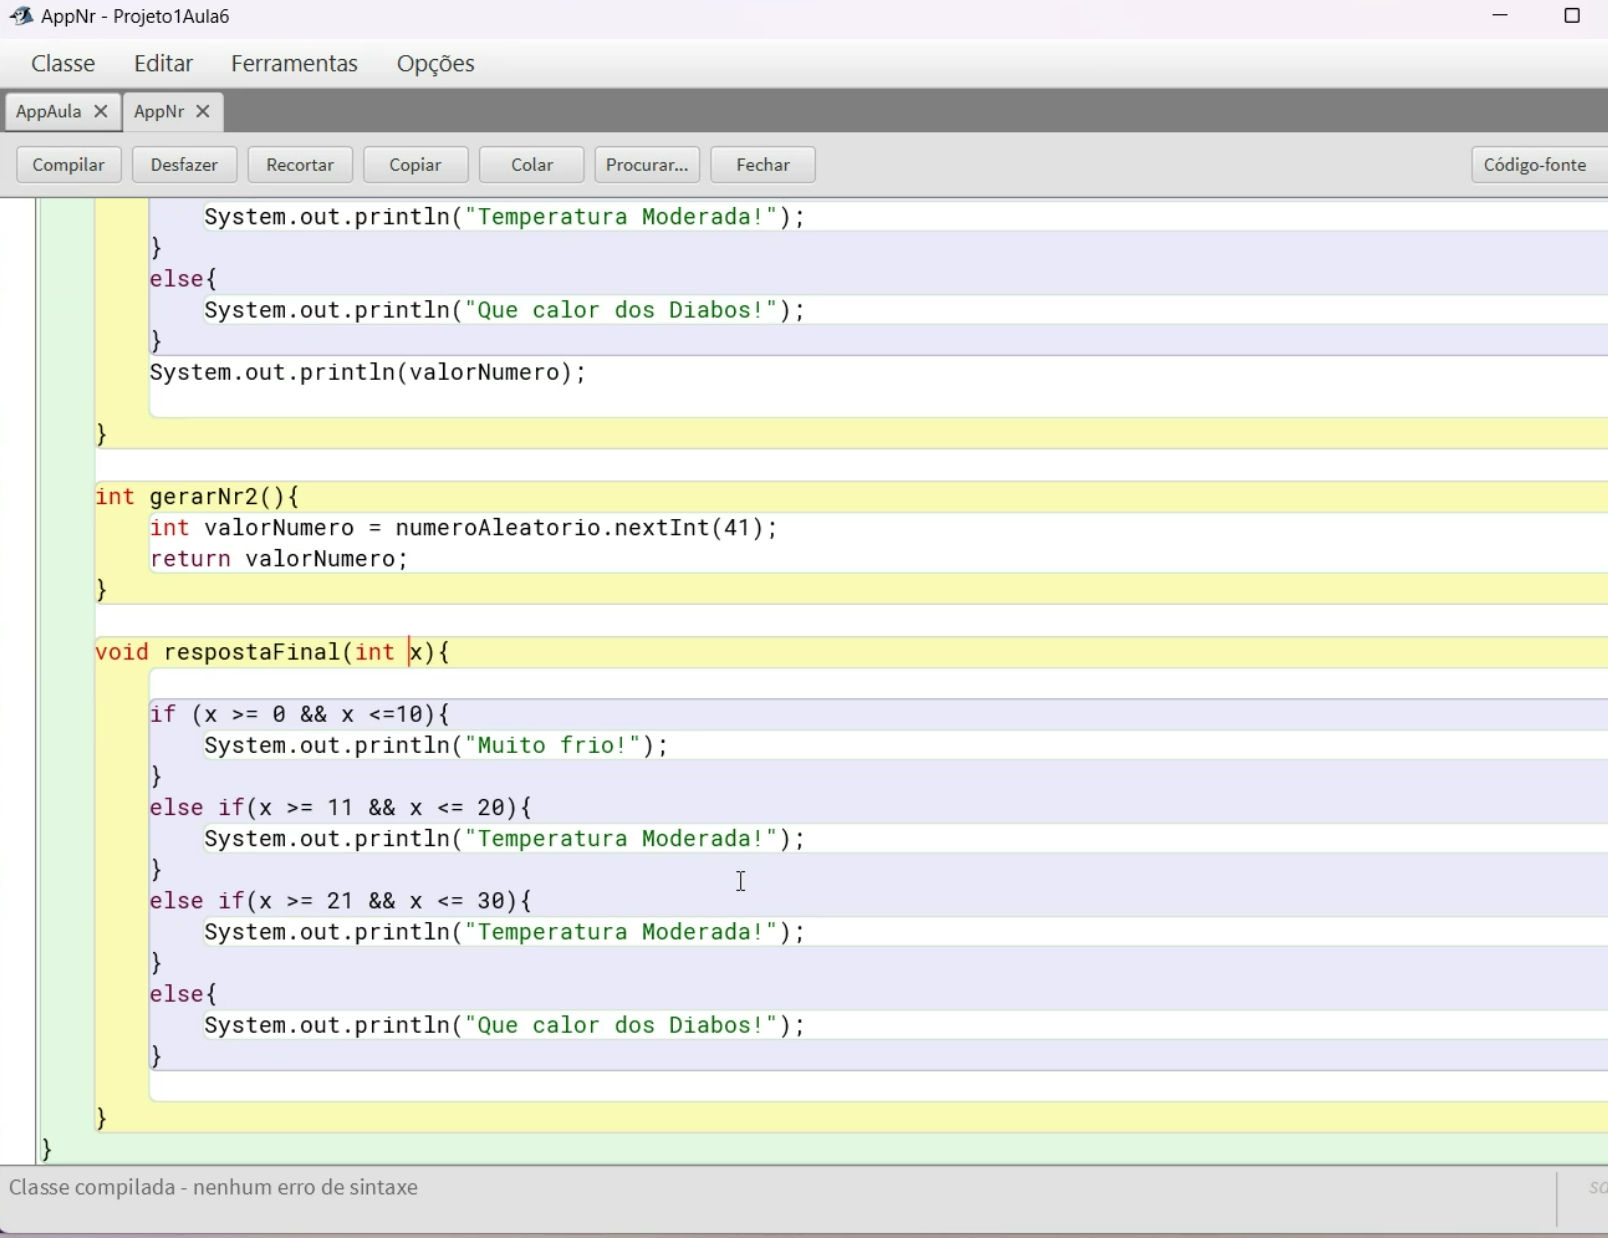 AppNr - Projeto1Aula6
Classe Editar Ferramentas Opções
AppAula AppNr
Compilar Desfazer Recortar Copiar Colar Procurar... Fechar Código-fonte
System.out.println("Temperatura Moderada!");
}
else{
System.out.println("Que calor dos Diabos!");
}
System.out.println(valorNumero);
}
int gerarNr2(){
int valorNumero = numeroAleatorio.nextInt(41);
return valorNumero;
}
void respostaFinal(int x){
if (x >= 0 && x <=10){
System.out.println("Muito frio!");
}
else if(x >= 11 && x <= 20){
System.out.println("Temperatura Moderada!");
}
else if(x >= 21 && x <= 30){
System.out.println("Temperatura Moderada!");
}
else{
System.out.println("Que calor dos Diabos!");
}
}
}
Classe compilada - nenhum erro de sintaxe